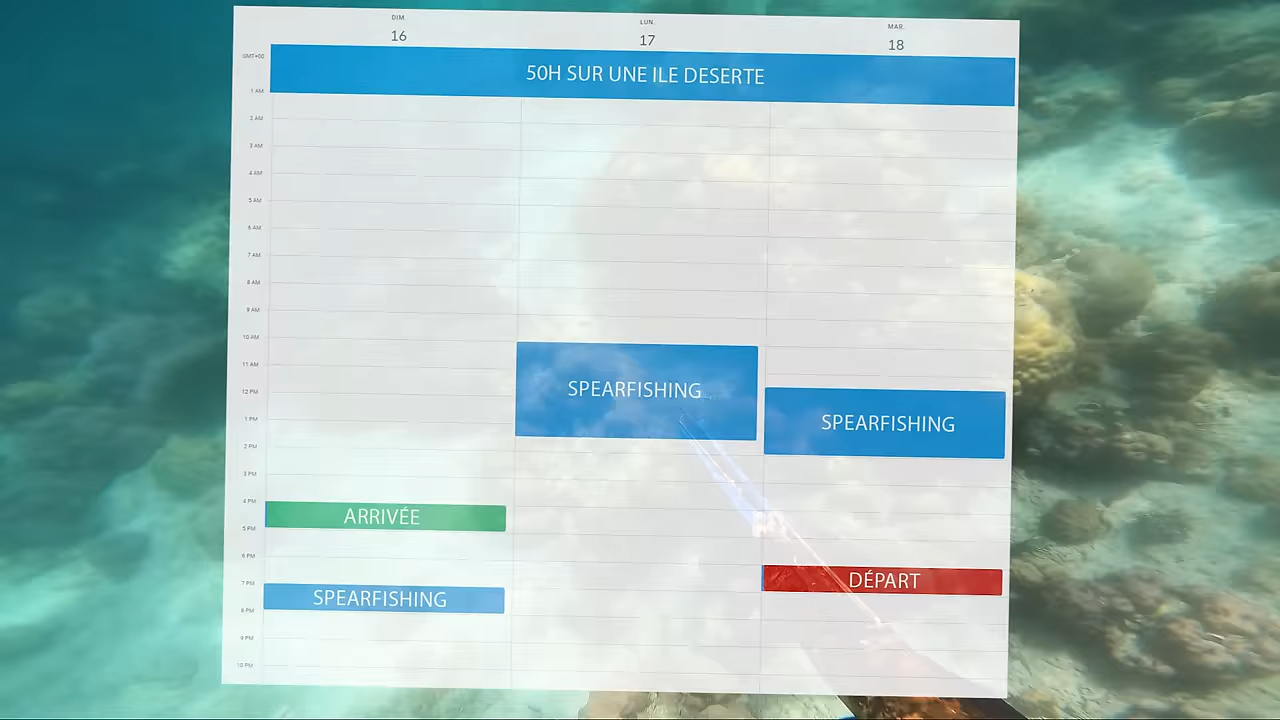 DIM. LUN. MAR.
16 17 18
GMT+00
50H SUR UNE ILE DESERTE
1 AM
2 AM
3 AM
4 AM
5 AM
6 AM
7 AM
8 AM
9 AM
10 AM
11 AM
SPEARFISHING
12 PM
SPEARFISHING
1 PM
2 PM
3 PM
4 PM
ARRIVÉE
5 PM
6 PM
7 PM
DÉPART
SPEARFISHING
8 PM
9 PM
10 PM